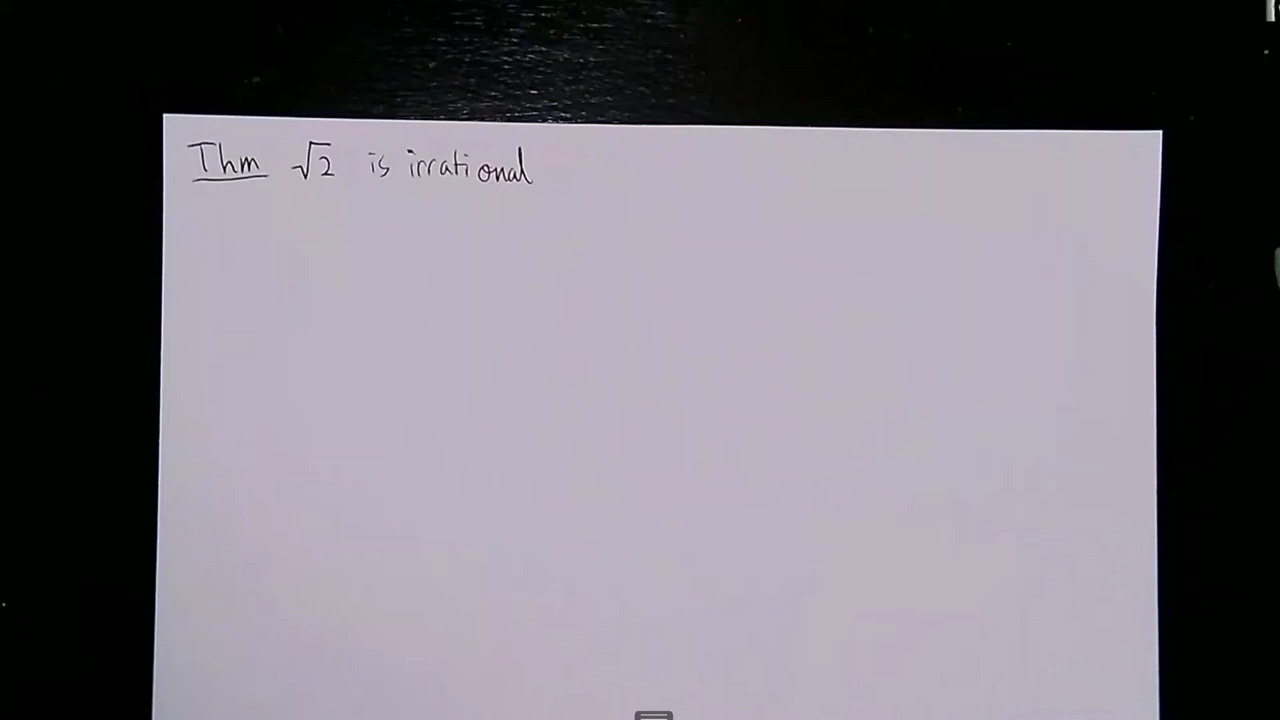 Thm √2 is irrational